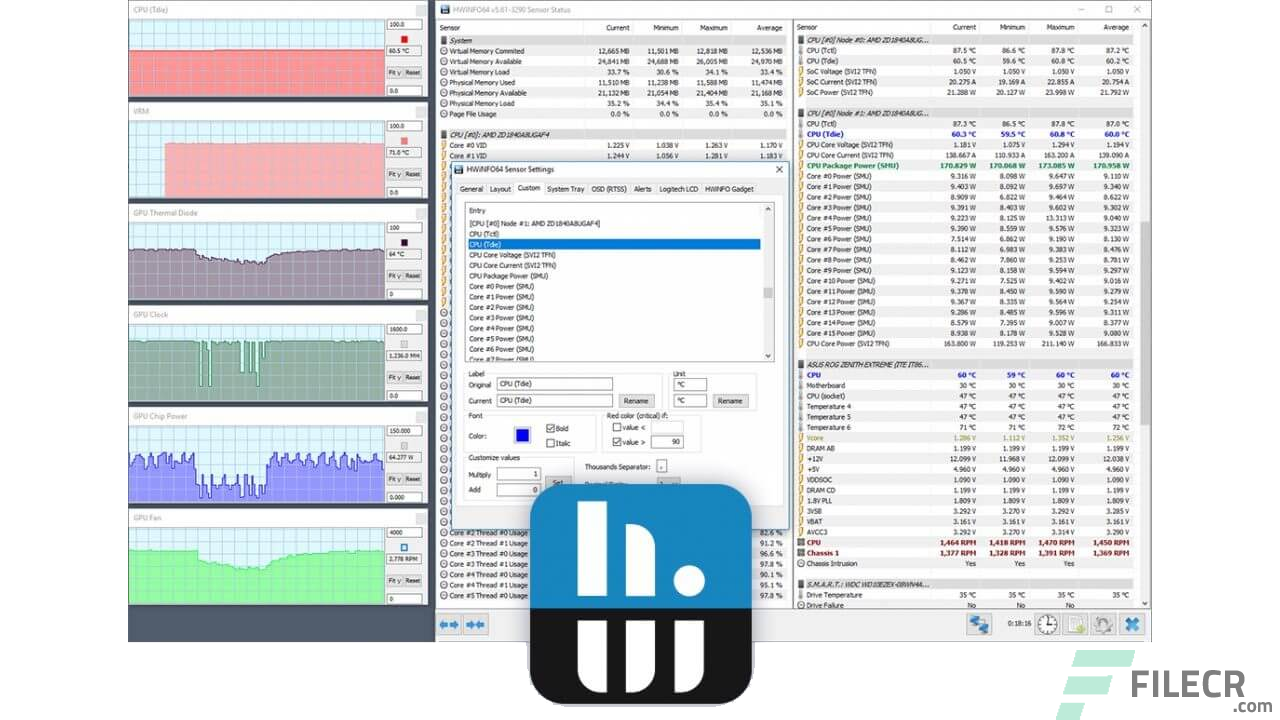 CPU (Tdie)
100.0
60.5 °C
Fit y Reset
0.0
VRM
100.0
71.0 °C
Fit y Reset
0.0
GPU Thermal Diode
100
64 °C
Fit y Reset
0
GPU Clock
1600.0
1,236.0 MH
Fit y Reset
0.0
GPU Chip Power
150.000
64.277 W
Fit y Reset
0.000
GPU Fan
4000
2,778 RPM
Fit y Reset
0
HWiNFO64 v5.61-3290 Sensor Status
Sensor Current Minimum Maximum Average
System
Virtual Memory Commited 12,665 MB 11,501 MB 12,818 MB 12,536 MB
Virtual Memory Available 24,841 MB 24,688 MB 26,005 MB 24,970 MB
Virtual Memory Load 33.7 % 30.6 % 34.1 % 33.4 %
Physical Memory Used 11,510 MB 11,238 MB 11,588 MB 11,474 MB
Physical Memory Available 21,132 MB 21,054 MB 21,404 MB 21,168 MB
Physical Memory Load 35.2 % 34.4 % 35.4 % 35.1 %
Page File Usage 0.0 % 0.0 % 0.0 % 0.0 %
CPU [#0]: AMD ZD1840A8UGAF4
Core #0 VID 1.225 V 1.038 V 1.263 V 1.170 V
Core #1 VID 1.244 V 1.056 V 1.281 V 1.183 V
HWiNFO64 Sensor Settings
General Layout Custom System Tray OSD (RTSS) Alerts Logitech LCD HWiNFO Gadget
Entry
[CPU [#0] Node #1: AMD ZD1840A8UGAF4]
CPU (Tctl)
CPU (Tdie)
CPU Core Voltage (SVI2 TFN)
CPU Core Current (SVI2 TFN)
CPU Package Power (SMU)
Core #0 Power (SMU)
Core #1 Power (SMU)
Core #2 Power (SMU)
Core #3 Power (SMU)
Core #4 Power (SMU)
Core #5 Power (SMU)
Core #6 Power (SMU)
Core #7 Power (SMU)
Label Unit
Original CPU (Tdie) °C
Current CPU (Tdie) Rename °C Rename
Font Red color (critical) if:
Color: Bold value <
Italic value > 90
Customize values
Multiply 1 Set Thousands Separator: ,
Add 0
82.6 %
Core #2 Thread #0 Usage
Core #2 Thread #1 Usage 91.2 %
Core #3 Thread #0 Usage 96.6 %
Core #3 Thread #1 Usage 97.8 %
Core #4 Thread #0 Usage 90.1 %
Core #4 Thread #1 Usage 95.1 %
Core #5 Thread #0 Usage 97.8 %
Sensor Current Minimum Maximum Average
CPU [#0] Node #0: AMD ZD1840A8UG...
CPU (Tctl) 87.5 °C 86.6 °C 87.8 °C 87.2 °C
CPU (Tdie) 60.5 °C 59.6 °C 60.8 °C 60.2 °C
SoC Voltage (SVI2 TFN) 1.050 V 1.050 V 1.050 V 1.050 V
SoC Current (SVI2 TFN) 20.275 A 19.169 A 22.855 A 20.754 A
SoC Power (SVI2 TFN) 21.288 W 20.127 W 23.998 W 21.792 W
CPU [#0] Node #1: AMD ZD1840A8UG...
CPU (Tctl) 87.3 °C 86.5 °C 87.8 °C 87.0 °C
CPU (Tdie) 60.3 °C 59.5 °C 60.8 °C 60.0 °C
CPU Core Voltage (SVI2 TFN) 1.181 V 1.075 V 1.294 V 1.194 V
CPU Core Current (SVI2 TFN) 138.667 A 110.933 A 163.200 A 139.090 A
CPU Package Power (SMU) 170.829 W 170.068 W 173.085 W 170.958 W
Core #0 Power (SMU) 9.316 W 8.098 W 9.647 W 9.110 W
Core #1 Power (SMU) 9.403 W 8.092 W 9.697 W 9.340 W
Core #2 Power (SMU) 8.909 W 6.822 W 9.464 W 8.622 W
Core #3 Power (SMU) 9.391 W 8.403 W 9.602 W 9.302 W
Core #4 Power (SMU) 9.223 W 8.125 W 13.313 W 9.040 W
Core #5 Power (SMU) 9.390 W 8.559 W 9.576 W 9.323 W
Core #6 Power (SMU) 7.514 W 6.862 W 9.190 W 8.130 W
Core #7 Power (SMU) 8.112 W 6.983 W 9.383 W 8.476 W
Core #8 Power (SMU) 8.462 W 7.860 W 9.253 W 8.781 W
Core #9 Power (SMU) 9.123 W 8.158 W 9.594 W 9.297 W
Core #10 Power (SMU) 9.271 W 7.525 W 9.402 W 9.016 W
Core #11 Power (SMU) 9.378 W 8.450 W 9.590 W 9.279 W
Core #12 Power (SMU) 9.367 W 8.335 W 9.564 W 9.254 W
Core #13 Power (SMU) 9.286 W 8.485 W 9.596 W 9.311 W
Core #14 Power (SMU) 8.579 W 7.395 W 9.007 W 8.377 W
Core #15 Power (SMU) 8.938 W 8.178 W 9.528 W 9.080 W
CPU Core Power (SVI2 TFN) 163.800 W 119.253 W 211.140 W 166.833 W
ASUS ROG ZENITH EXTREME (ITE IT86...
CPU 60 °C 59 °C 60 °C 60 °C
Motherboard 30 °C 30 °C 30 °C 30 °C
CPU (socket) 47 °C 47 °C 47 °C 47 °C
Temperature 4 47 °C 47 °C 47 °C 47 °C
Temperature 5 47 °C 47 °C 47 °C 47 °C
Temperature 6 71 °C 71 °C 72 °C 72 °C
Vcore 1.286 V 1.112 V 1.352 V 1.256 V
DRAM AB 1.199 V 1.199 V 1.199 V 1.199 V
+12V 12.099 V 11.968 V 12.099 V 12.038 V
+5V 4.960 V 4.960 V 4.960 V 4.960 V
VDDSOC 1.090 V 1.090 V 1.090 V 1.090 V
DRAM CD 1.199 V 1.199 V 1.199 V 1.199 V
1.8V PLL 1.809 V 1.809 V 1.809 V 1.809 V
3VSB 3.292 V 3.270 V 3.292 V 3.285 V
VBAT 3.161 V 3.161 V 3.161 V 3.161 V
AVCC3 3.292 V 3.270 V 3.314 V 3.290 V
CPU 1,464 RPM 1,418 RPM 1,470 RPM 1,450 RPM
Chassis 1 1,377 RPM 1,328 RPM 1,391 RPM 1,369 RPM
Chassis Intrusion Yes Yes Yes
S.M.A.R.T.: WDC WD10EZEX-08WN4A...
Drive Temperature 35 °C 35 °C 35 °C 35 °C
Drive Failure No No No
0:18:16
h.
w
FILECR
.com